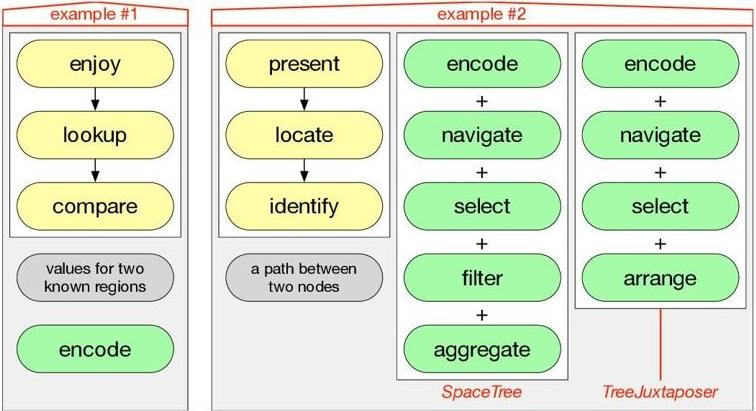 example #1
enjoy
lookup
compare
values for two
known regions
encode
example #2
present
locate
identify
a path between
two nodes
encode
+
navigate
+
select
+
filter
+
aggregate
SpaceTree
encode
+
navigate
+
select
+
arrange
TreeJuxtaposer